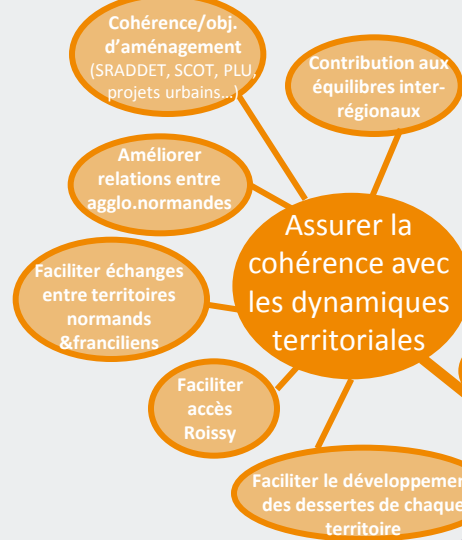 Cohérence/obj.
d’aménagement
(SRADDET, SCOT, PLU,
projets urbains…)
Contribution aux
équilibres inter-
régionaux
Améliorer
relations entre
agglo.normandes
Assurer la
cohérence avec
les dynamiques
territoriales
Faciliter échanges
entre territoires
normands
&franciliens
Faciliter
accès
Roissy
Faciliter le développemen
des dessertes de chaque
territoire